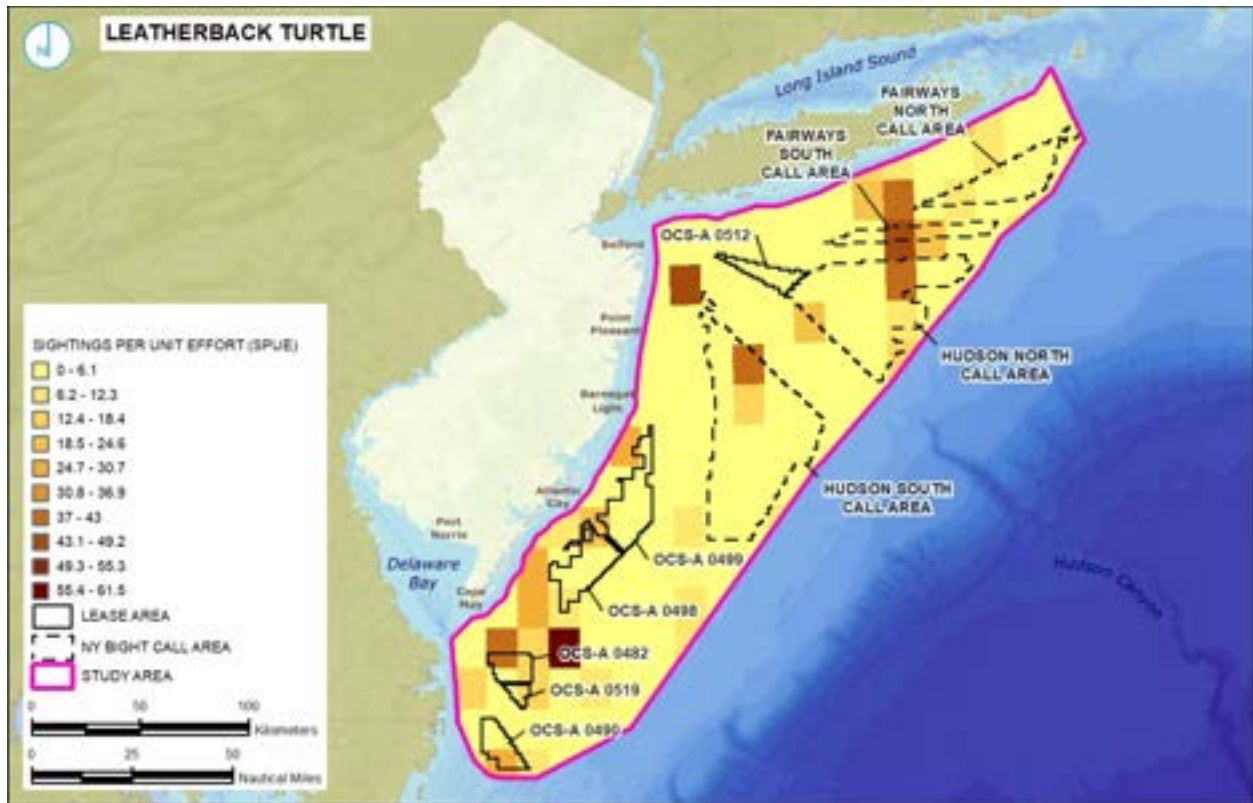 N
LEATHERBACK TURTLE
Long Island Sound
FAIRWAYS
NORTH
CALL AREA
FAIRWAYS
SOUTH
CALL AREA
OCS-A 0512
Belford
Point
Pleasant
HUDSON NORTH
CALL AREA
Barnegat
Light
HUDSON SOUTH
CALL AREA
Atlantic
City
Port
Norris
OCS-A 0499
Delaware
Bay
Cape
May
Hudson Canyon
OCS-A 0498
OCS-A 0482
OCS-A 0519
OCS-A 0490
SIGHTINGS PER UNIT EFFORT (SPUE)
0 - 6.1
6.2 - 12.3
12.4 - 18.4
18.5 - 24.6
24.7 - 30.7
30.8 - 36.9
37 - 43
43.1 - 49.2
49.3 - 55.3
55.4 - 61.5
LEASE AREA
NY BIGHT CALL AREA
STUDY AREA
0 50 100
Kilometers
0 25 50
Nautical Miles